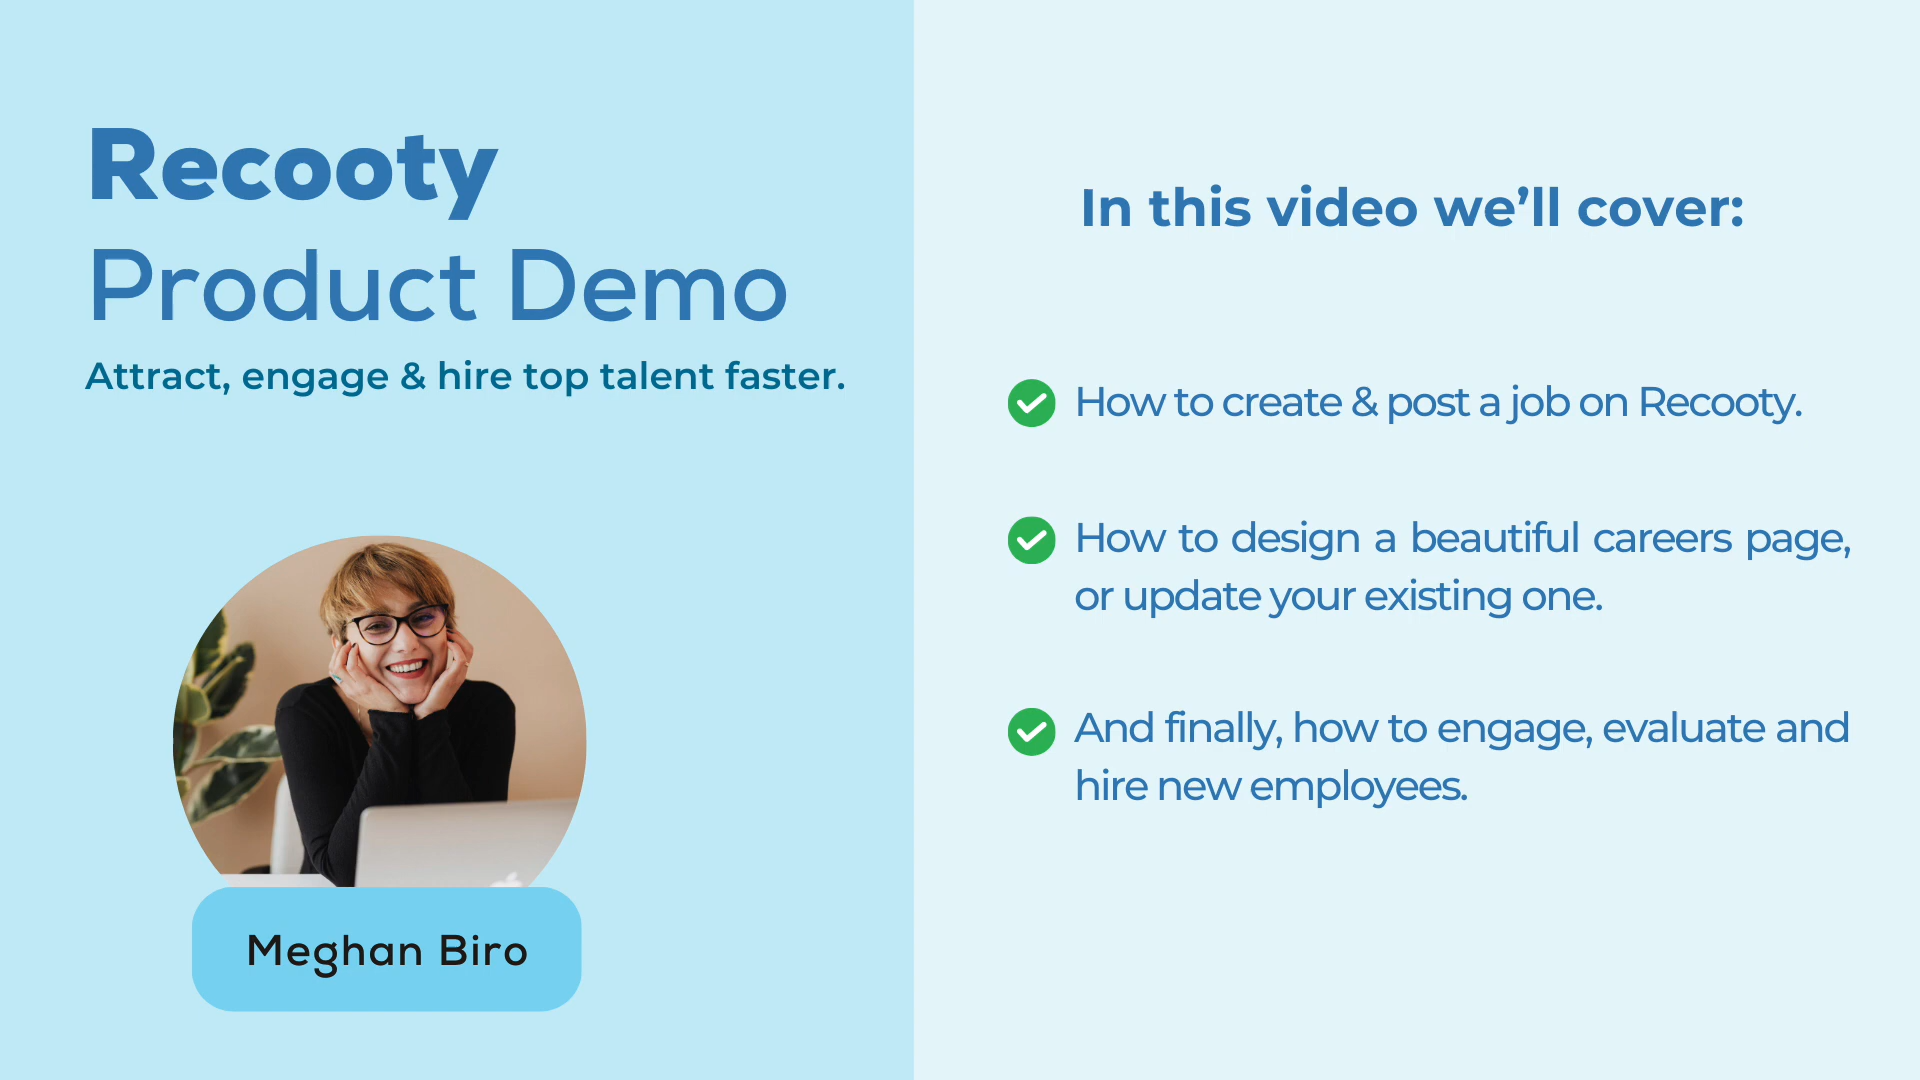 Recooty
Product Demo
Attract, engage & hire top talent faster.
Meghan Biro
In this video we’ll cover:
How to create & post a job on Recooty.
How to design a beautiful careers page,
or update your existing one.
And finally, how to engage, evaluate and
hire new employees.